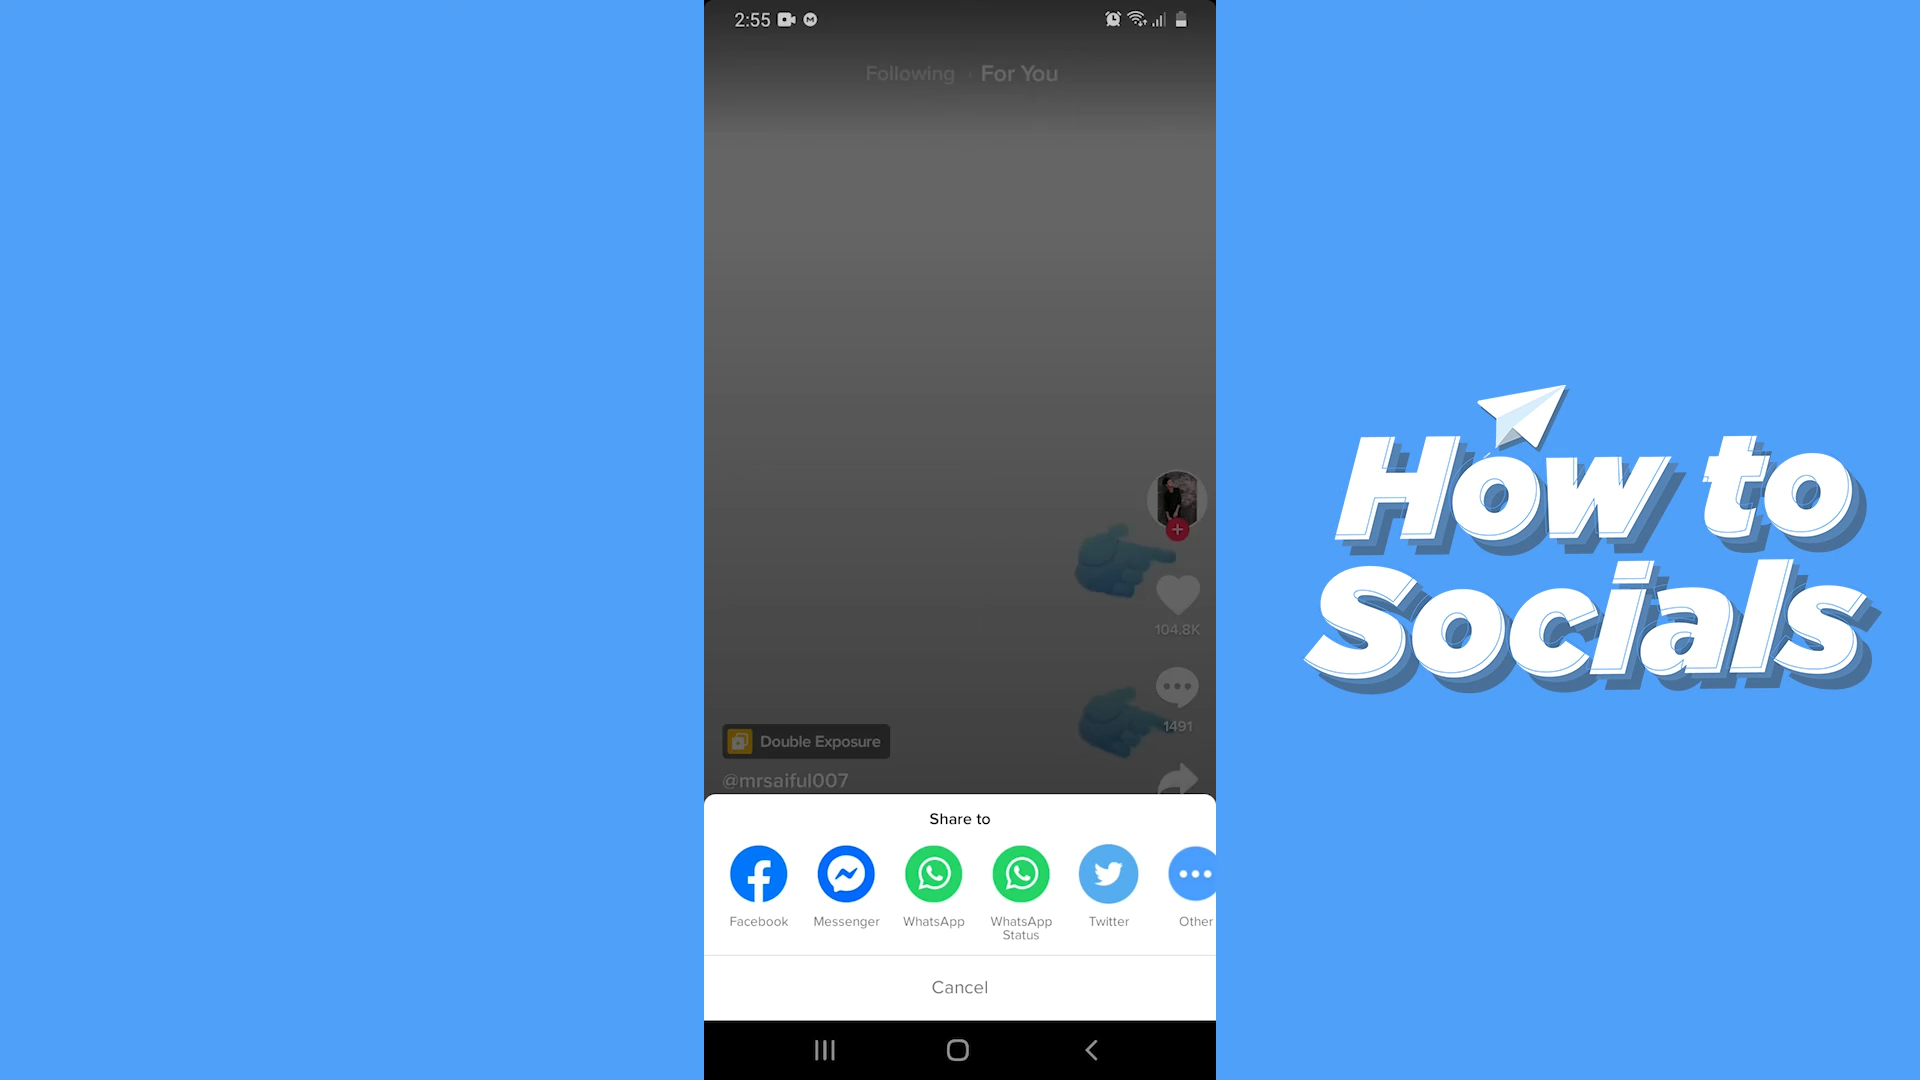 2:55
Following
For You
104.8K
1491
Double Exposure
@mrsaiful007
Share to
Facebook
Messenger
WhatsApp
WhatsApp
Status
Twitter
Other
Cancel
How to
Socials